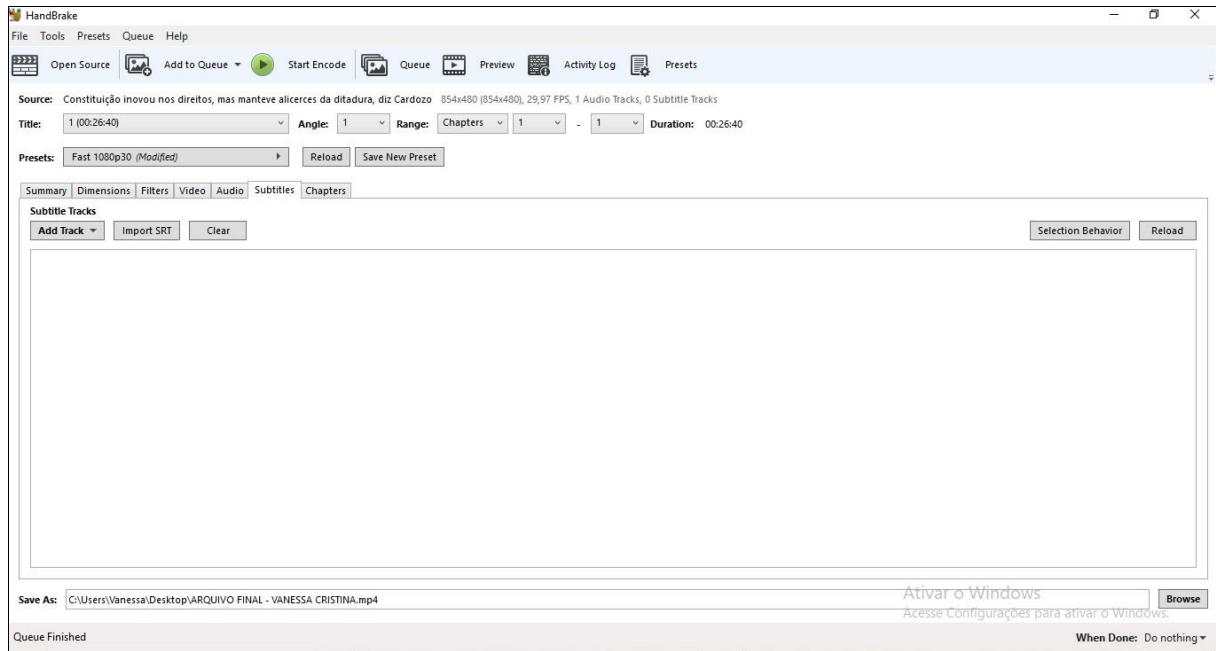 HandBrake
File Tools Presets Queue Help
Open Source Add to Queue Start Encode Queue Preview Activity Log Presets
Source: Constituição inovou nos direitos, mas manteve alicerces da ditadura, diz Cardozo 854x480 (854x480), 29,97 FPS, 1 Audio Tracks, 0 Subtitle Tracks
Title: 1 (00:26:40) Angle: 1 Range: Chapters 1 - 1 Duration: 00:26:40
Presets: Fast 1080p30 (Modified) Reload Save New Preset
Summary Dimensions Filters Video Audio Subtitles Chapters
Subtitle Tracks
Add Track Import SRT Clear Selection Behavior Reload
Ativar o Windows
Save As: C:\Users\Vanessa\Desktop\ARQUIVO FINAL - VANESSA CRISTINA.mp4 Browse
Acesse Configurações para ativar o Windows.
Queue Finished When Done: Do nothing